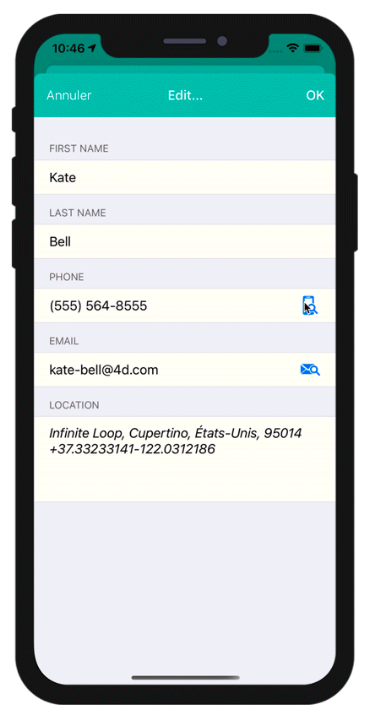 10:46
Annuler Edit... OK
FIRST NAME
Kate
LAST NAME
Bell
PHONE
(555) 564-8555
EMAIL
kate-bell@4d.com
LOCATION
Infinite Loop, Cupertino, États-Unis, 95014
+37.33233141-122.0312186